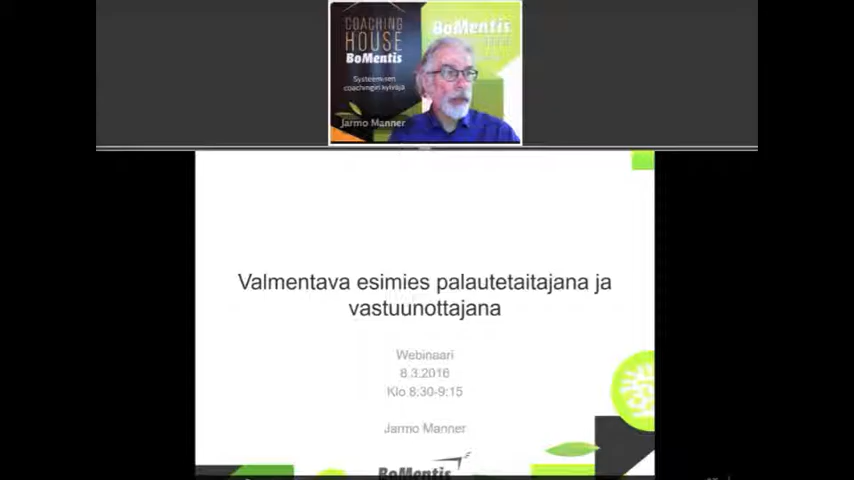 COACHING
HOUSE
BoMentis
Systeemisen
coachingin kylväjä
Jarmo Manner
BoMentis
Valmentava esimies palautetaitajana ja
vastuunottajana
Webinaari
8.3.2016
Klo 8:30-9:15
Jarmo Manner
BoMentis